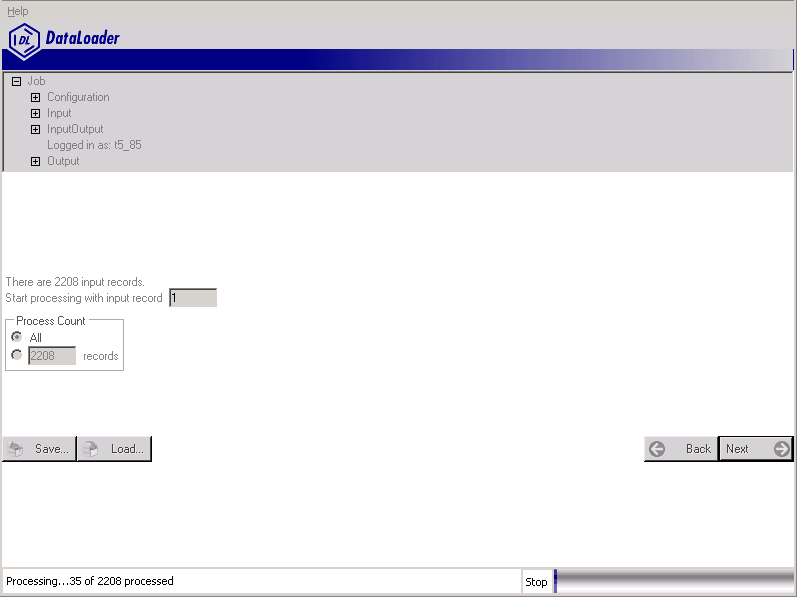 Help
DL DataLoader
Job
Configuration
Input
InputOutput
Logged in as: t5_85
Output
There are 2208 input records.
Start processing with input record 1
Process Count
All
2208 records
Save... Load... Back Next
Processing...35 of 2208 processed Stop